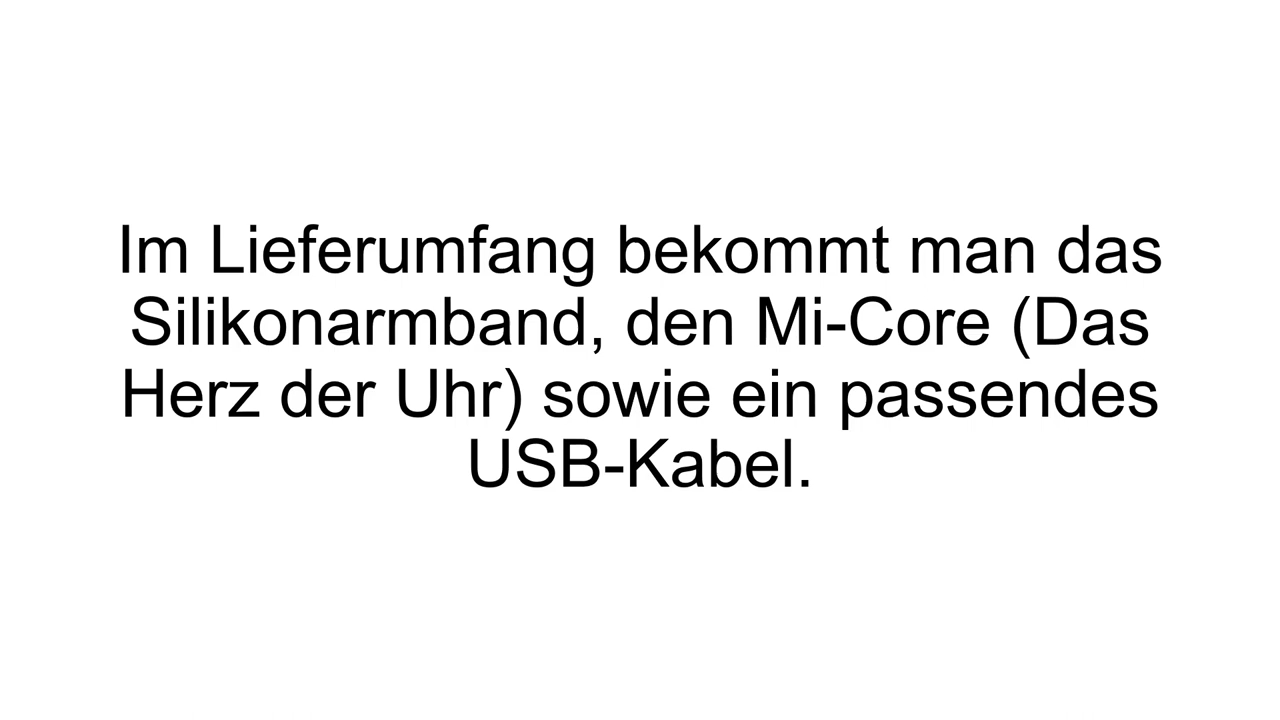 Im Lieferumfang bekommt man das
Silikonarmband, den Mi-Core (Das
Herz der Uhr) sowie ein passendes
USB-Kabel.